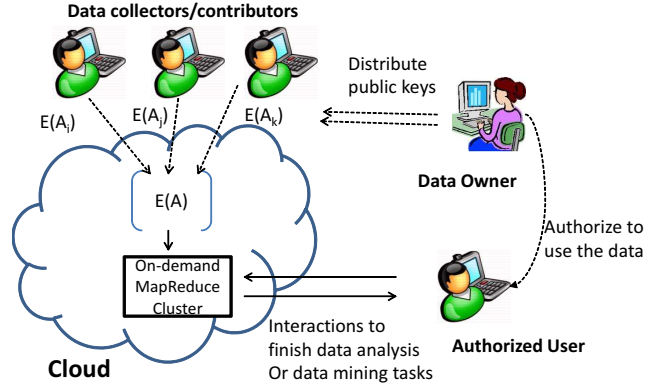 Data collectors/contributors
Distribute
public keys
E(Ai)
E(Aj)
E(Ak)
Data Owner
E(A)
Authorize to
use the data
On-demand
MapReduce
Cluster
Interactions to
finish data analysis
Or data mining tasks
Authorized User
Cloud